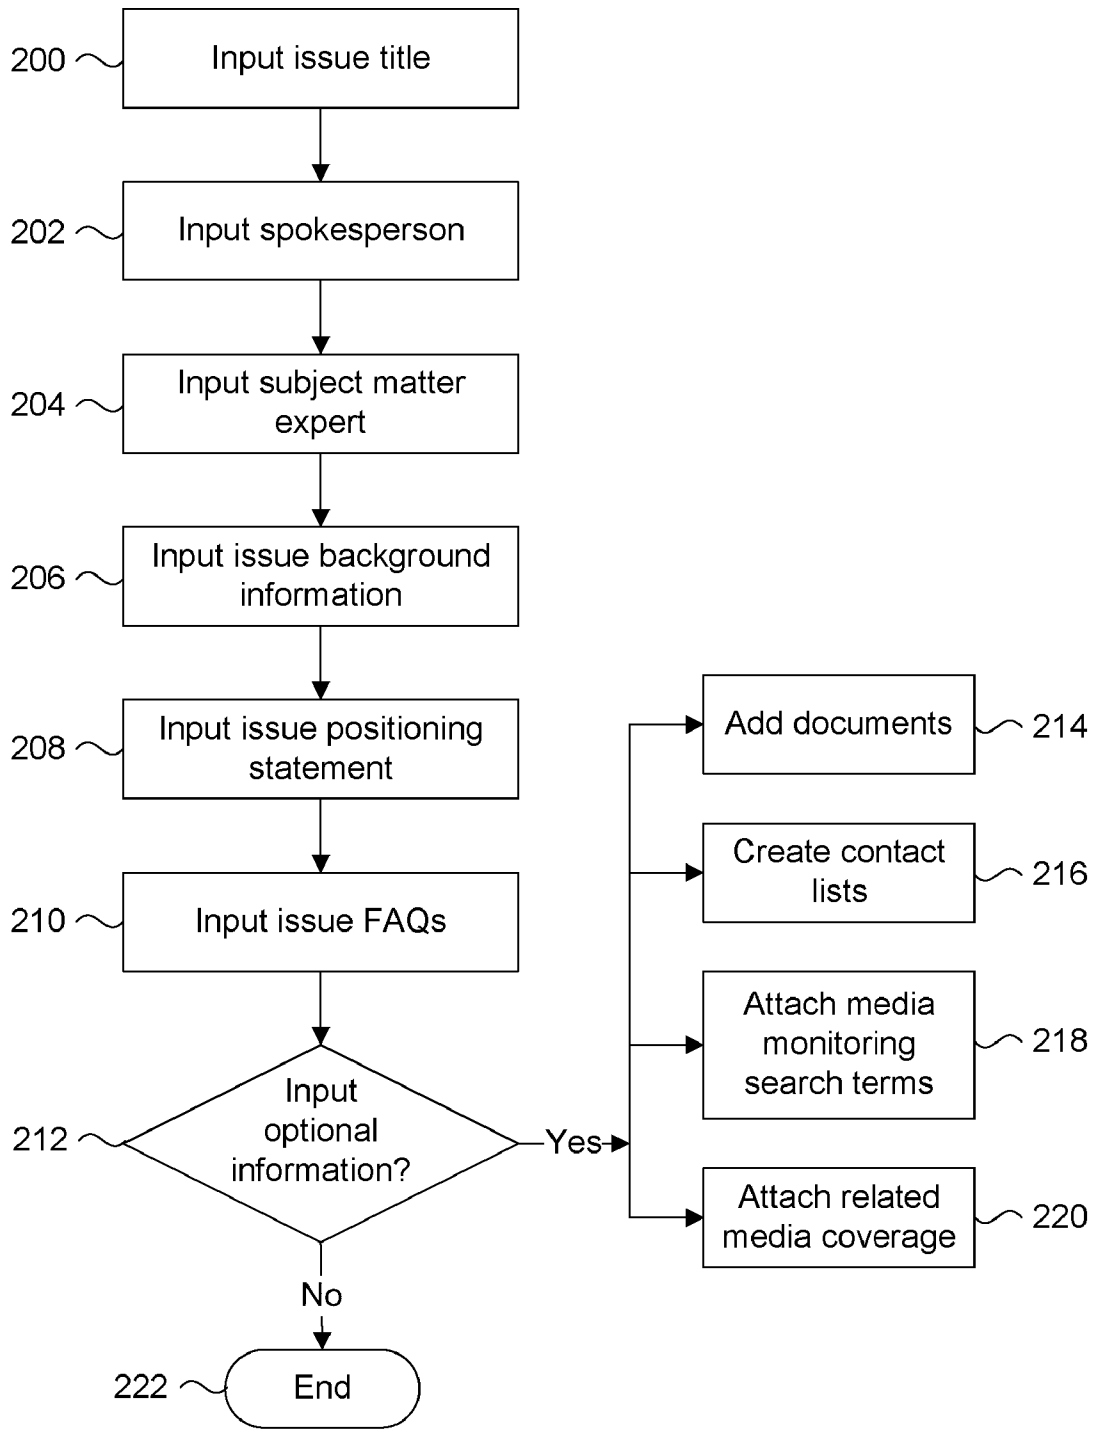 200
Input issue title
202
Input spokesperson
204
Input subject matter
expert
206
Input issue background
information
208
Input issue positioning
statement
210
Input issue FAQs
212
Input
optional
information?
Yes
No
222
End
Add documents
214
Create contact
lists
216
Attach media
monitoring
search terms
218
Attach related
media coverage
220